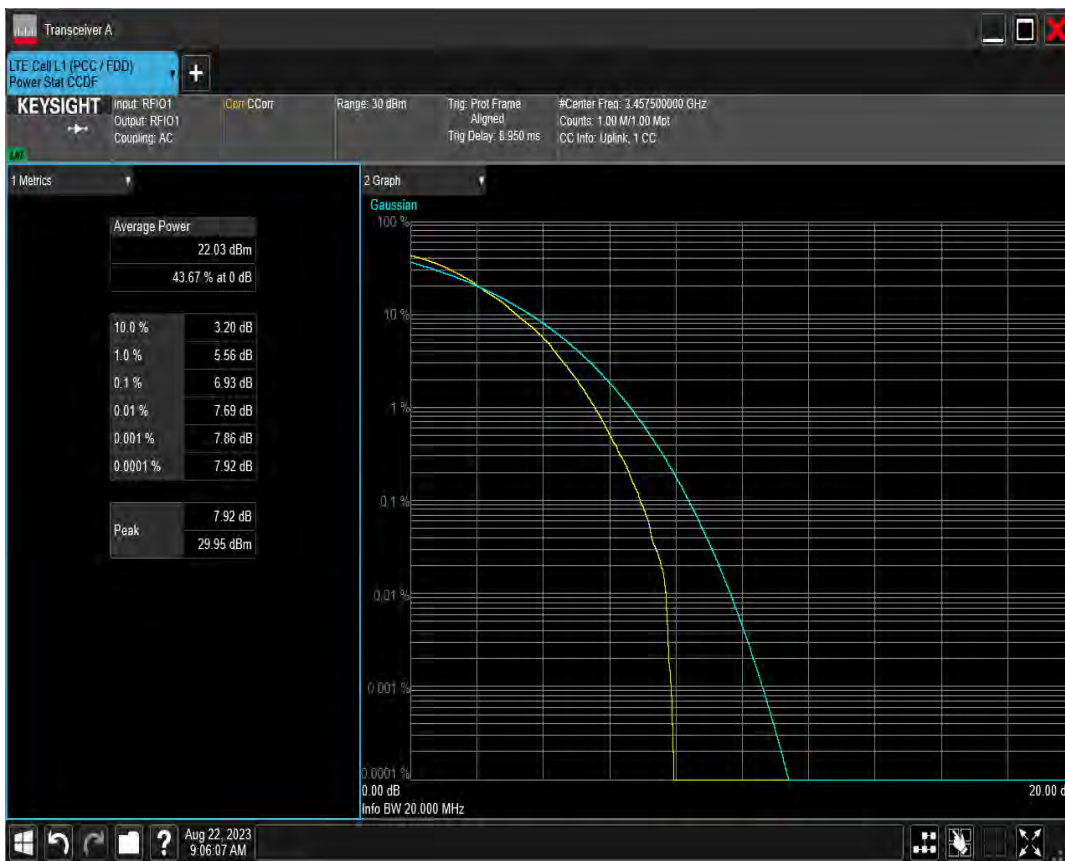 Transceiver A
LTE Cell L1 (PCC / FDD)
Power Stat CCDF
KEYSIGHT
Input: RFIO1
Output: RFIO1
Coupling: AC
Corr CCorr
Range: 30 dBm
Trig: Prot Frame
Aligned
Trig Delay: 8.950 ms
#Center Freq: 3.457500000 GHz
Counts: 1.00 M/1.00 Mpt
CC Info: Uplink, 1 CC
LXI
1 Metrics
Average Power
22.03 dBm
43.67 % at 0 dB
10.0 % 3.20 dB
1.0 % 5.56 dB
0.1 % 6.93 dB
0.01 % 7.69 dB
0.001 % 7.86 dB
0.0001 % 7.92 dB
Peak 7.92 dB
29.95 dBm
2 Graph
Gaussian
100 %
10 %
1 %
0.1 %
0.01 %
0.001 %
0.0001 %
0.00 dB 20.00 d
Info BW 20.000 MHz
Aug 22, 2023
9:06:07 AM